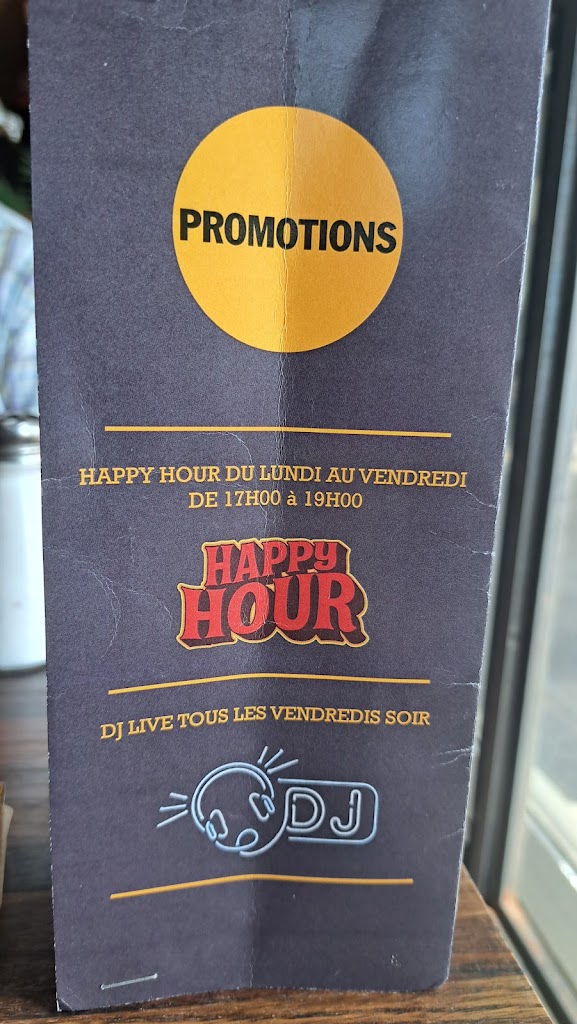 PROMOTIONS
HAPPY HOUR DU LUNDI AU VENDREDI
DE 17H00 à 19H00
HAPPY
HOUR
DJ LIVE TOUS LES VENDREDIS SOIR
DJ